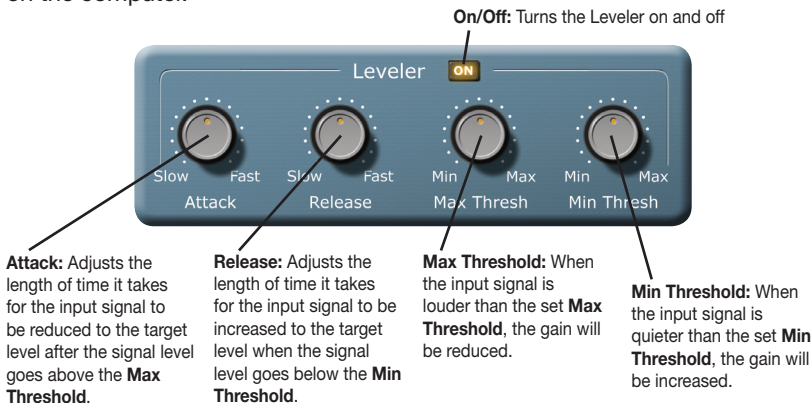 On/Off: Turns the Leveler on and off
Leveler ON
Slow Fast Slow Fast Min Max Min Max
Attack Release Max Thresh Min Thresh
Attack: Adjusts the
length of time it takes
for the input signal to
be reduced to the target
level after the signal level
goes above the Max
Threshold.
Release: Adjusts the
length of time it takes
for the input signal to be
increased to the target
level when the signal
level goes below the Min
Threshold.
Max Threshold: When
the input signal is
louder than the set Max
Threshold, the gain will
be reduced.
Min Threshold: When
the input signal is
quieter than the set Min
Threshold, the gain will
be increased.